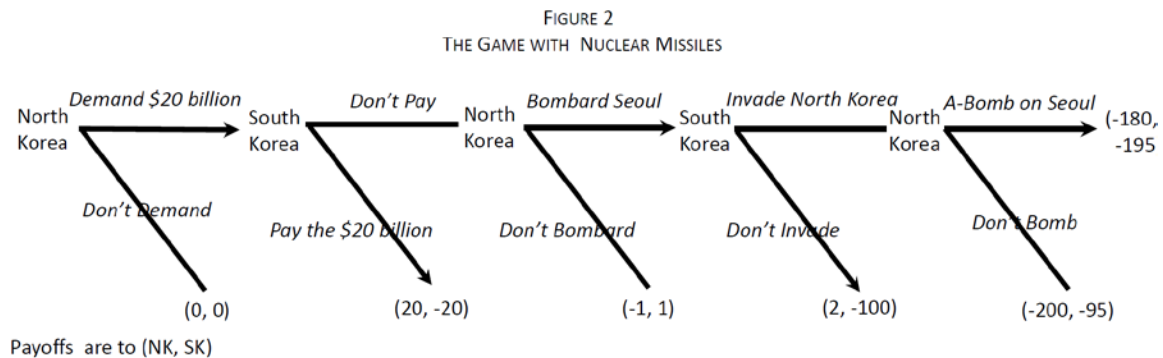 FIGURE 2
THE GAME WITH NUCLEAR MISSILES
Demand $20 billion
Don't Pay
Bombard Seoul
Invade North Korea
A-Bomb on Seoul
North
Korea
South
Korea
North
Korea
South
Korea
North
Korea
(-180,
-195
Don't Demand
Pay the $20 billion
Don't Bombard
Don't Invade
Don't Bomb
(0, 0)
(20, -20)
(-1, 1)
(2, -100)
(-200, -95)
Payoffs are to (NK, SK)